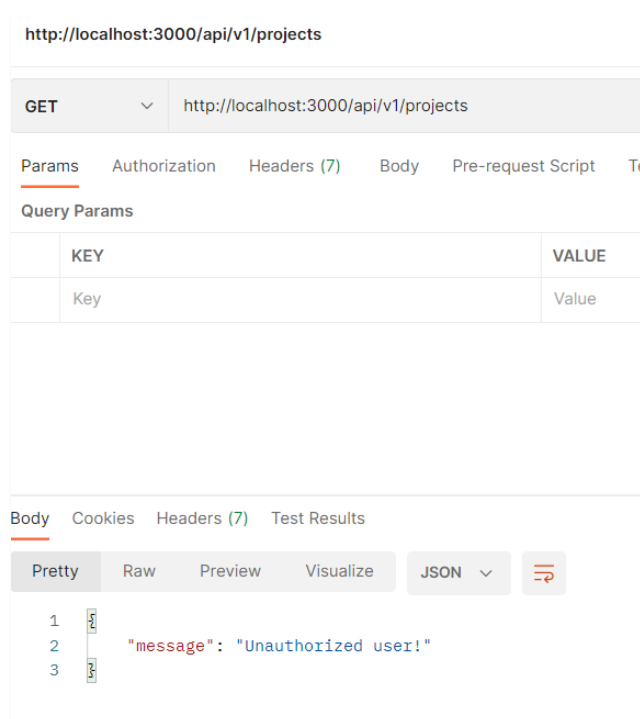 http://localhost:3000/api/v1/projects
GET http://localhost:3000/api/v1/projects
Params Authorization Headers (7) Body Pre-request Script
Query Params
KEY VALUE
Key Value
Body Cookies Headers (7) Test Results
Pretty Raw Preview Visualize JSON
1 {
2 "message": "Unauthorized user!"
3 }